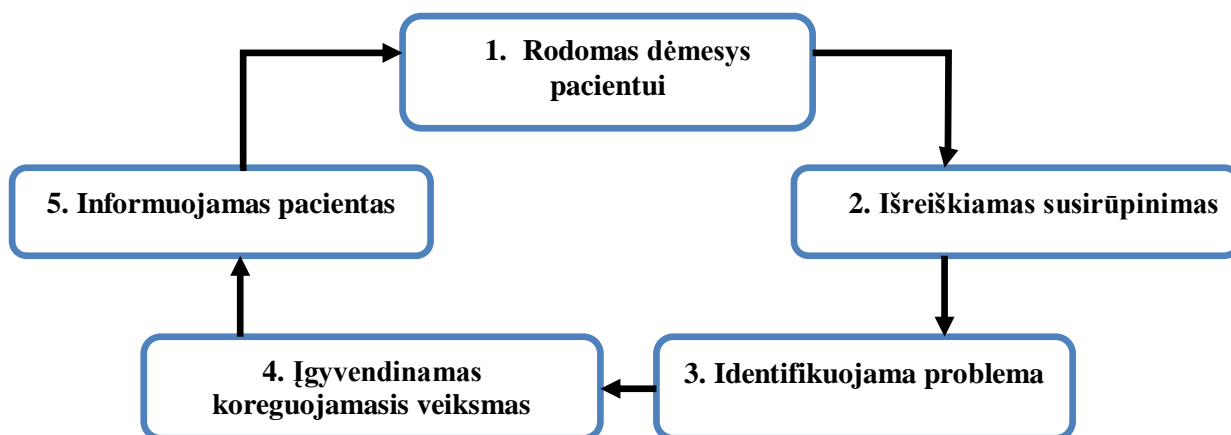 1. Rodomas dėmesys
pacientui
2. Išreiškiamas susirūpinimas
3. Identifikuojama problema
4. Įgyvendinamas
koreguojamasis veiksmas
5. Informuojamas pacientas